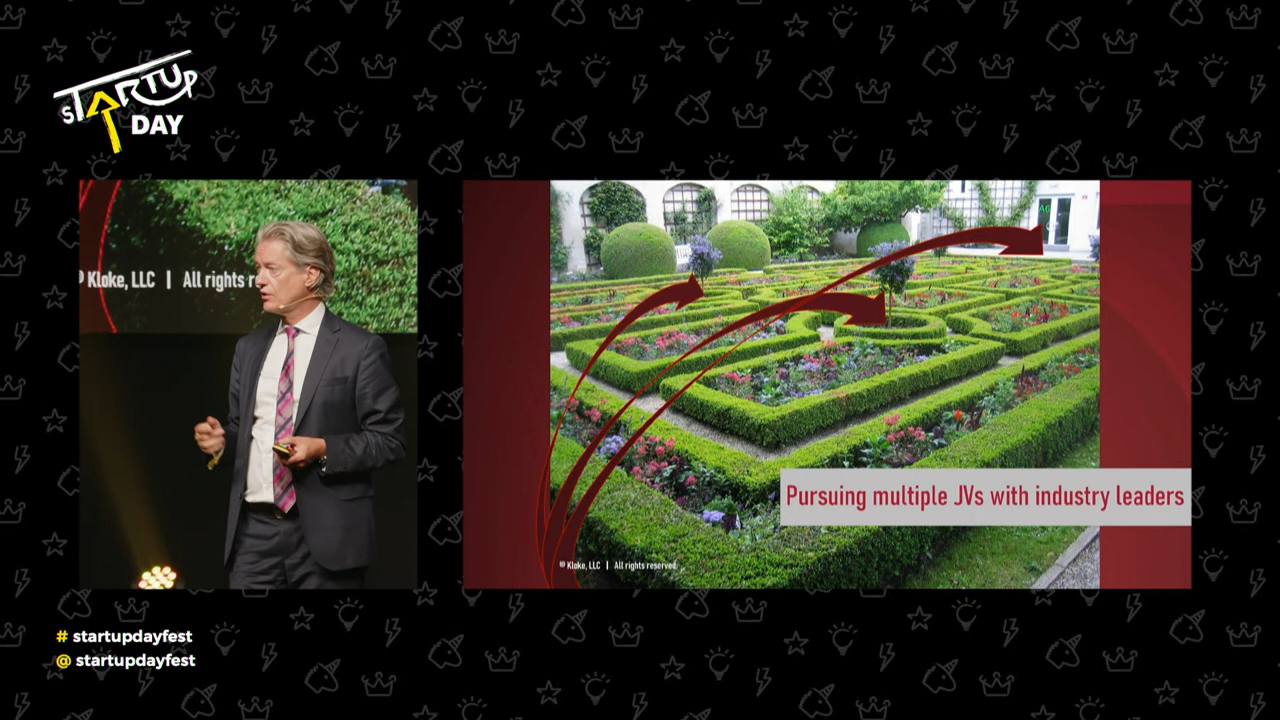 STARTUP
DAY
Kloke, LLC | All rights r
Pursuing multiple JVs with industry leaders
© Kloke, LLC | All rights reserved.
# startupdayfest
@ startupdayfest